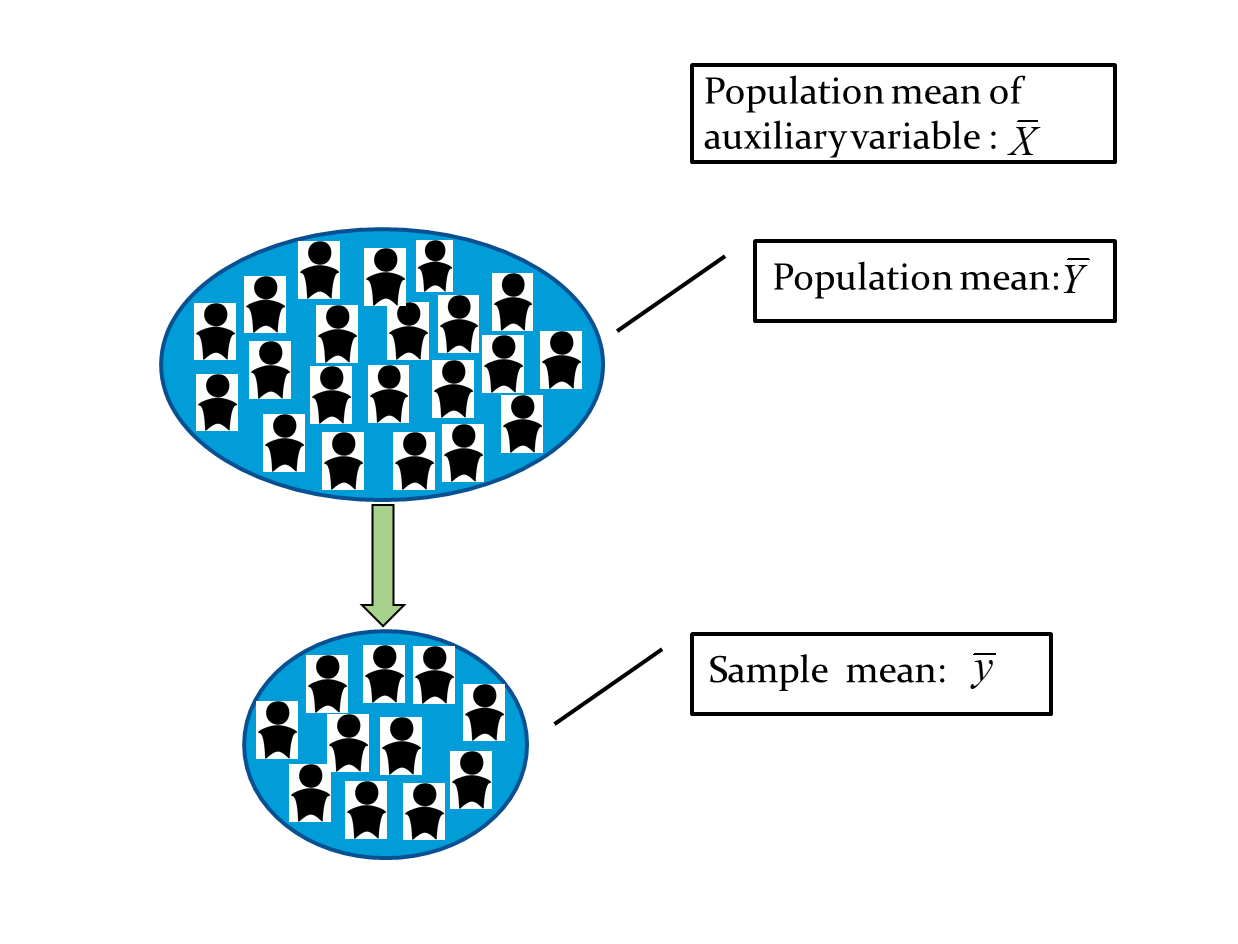 Population mean of
auxiliary variable : X̅
Population mean: Y̅
Sample mean: y̅